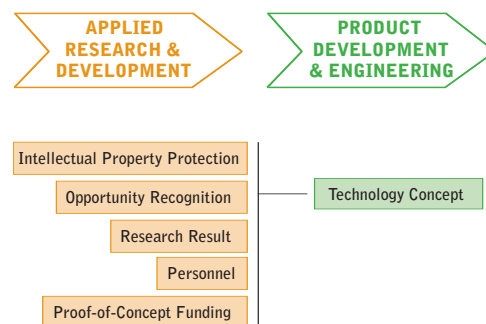 APPLIED
RESEARCH &
DEVELOPMENT
PRODUCT
DEVELOPMENT
& ENGINEERING
Intellectual Property Protection
Opportunity Recognition
Research Result
Personnel
Proof-of-Concept Funding
Technology Concept